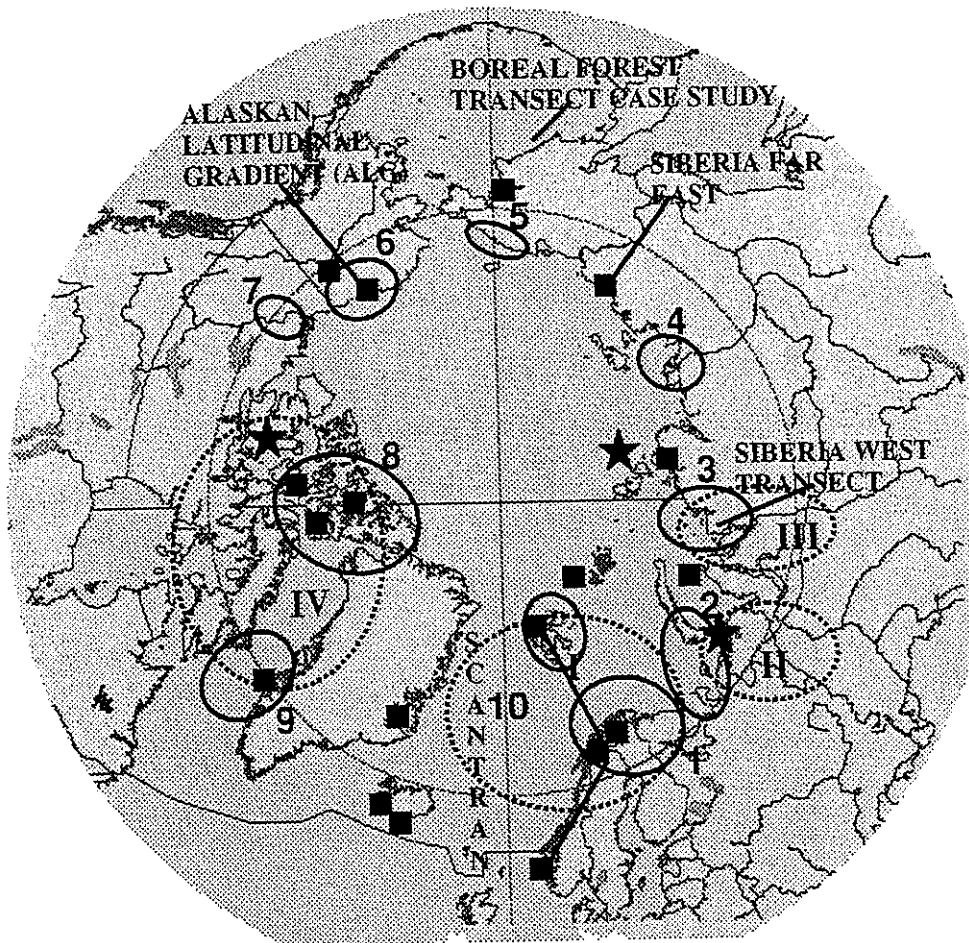 BOREAL FOREST
TRANSECT CASE STUDY
ALASKAN
LATITUDINAL
GRADIENT (ALG)
SIBERIA FAR
EAST
5
6
7
4
8
3
SIBERIA WEST
TRANSECT
III
IV
2
II
10
9
1
SCANTRAN